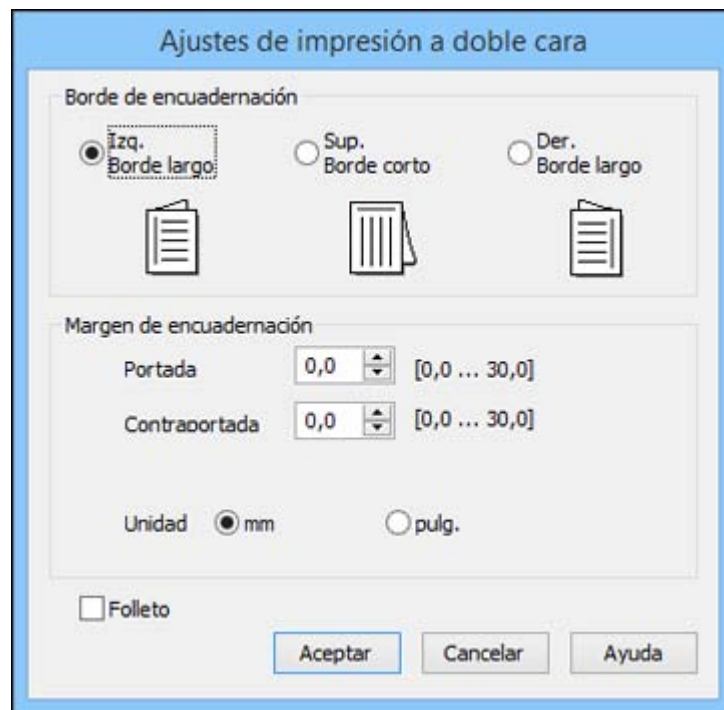 Ajustes de impresión a doble cara
Borde de encuadernación
Izq.
Borde largo
Sup.
Borde corto
Der.
Borde largo
Margen de encuadernación
Portada 0,0 [0,0 ... 30,0]
Contraportada 0,0 [0,0 ... 30,0]
Unidad mm pulg.
Folleto
Aceptar Cancelar Ayuda